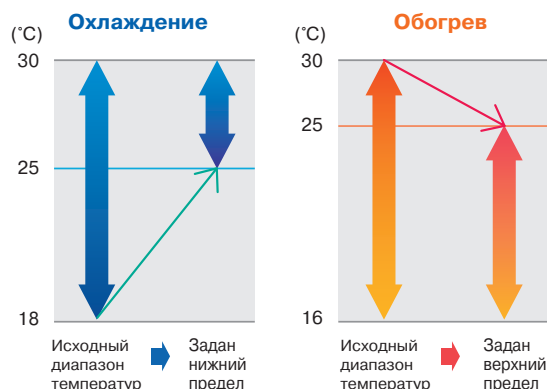 Охлаждение
(°C)
30
25
18
Исходный
диапазон
температур
Задан
нижний
предел
Обогрев
(°C)
30
25
16
Исходный
диапазон
температур
Задан
верхний
предел